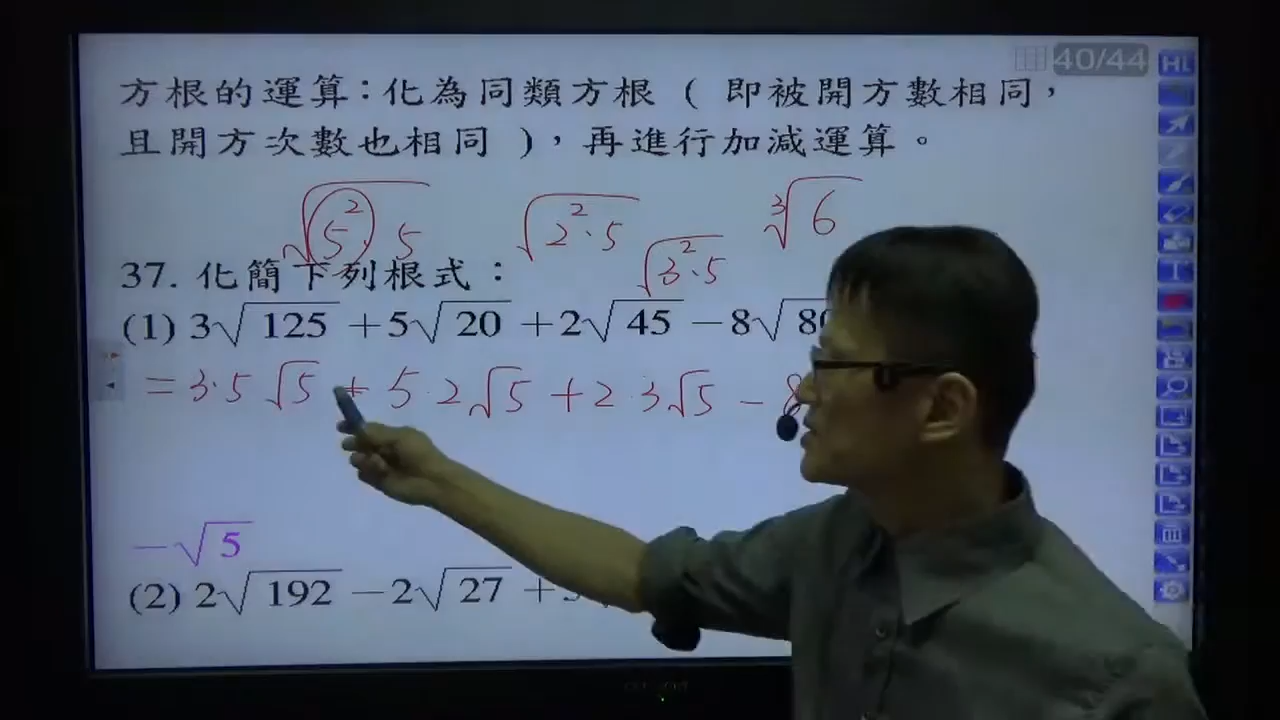 40/44
HL
方根的運算：化為同類方根（即被開方數相同，
且開方次數也相同），再進行加減運算。
√(5²·5) √(2²·5) √(3²·5) ³√6
37. 化簡下列根式：
(1) 3√125 +5√20 +2√45 −8√80
= 3·5√5 + 5·2√5 + 2·3√5 − 8
−√5
(2) 2√192 −2√27 +